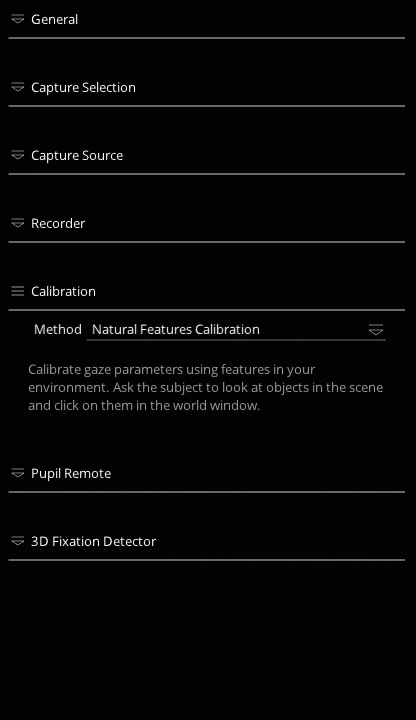 General
Capture Selection
Capture Source
Recorder
Calibration
Method Natural Features Calibration
Calibrate gaze parameters using features in your
environment. Ask the subject to look at objects in the scene
and click on them in the world window.
Pupil Remote
3D Fixation Detector